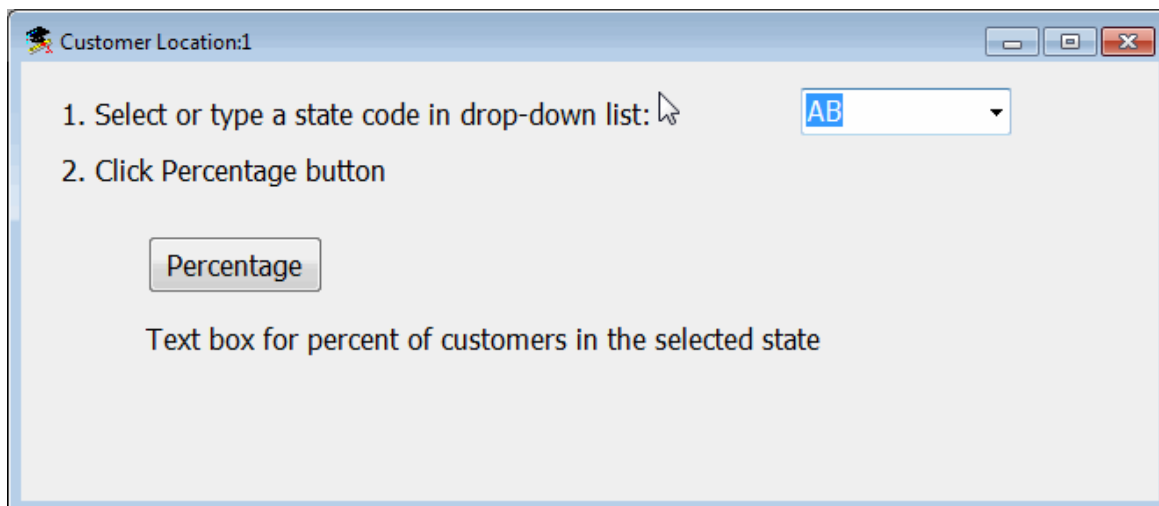 Customer Location:1
1. Select or type a state code in drop-down list:
AB
2. Click Percentage button
Percentage
Text box for percent of customers in the selected state